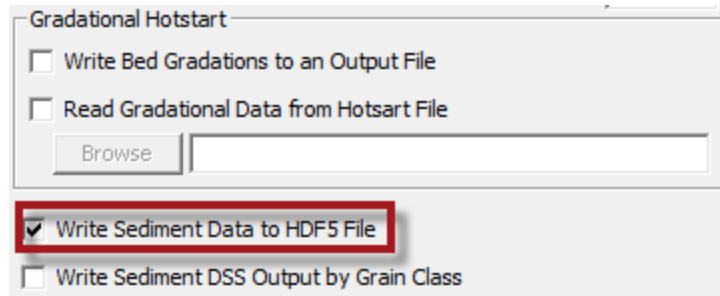 Gradational Hotstart
Write Bed Gradations to an Output File
Read Gradational Data from Hotsart File
Browse
Write Sediment Data to HDF5 File
Write Sediment DSS Output by Grain Class